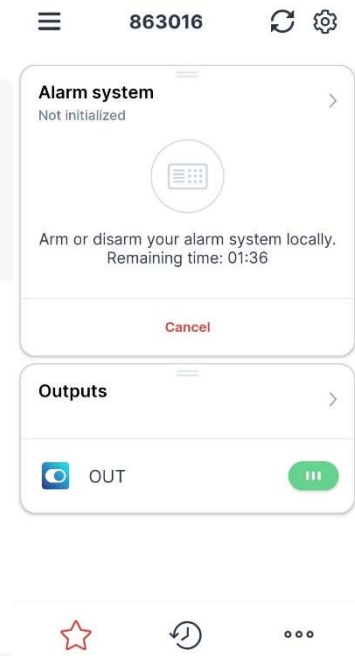 863016
Alarm system
Not initialized
Arm or disarm your alarm system locally.
Remaining time: 01:36
Cancel
Outputs
OUT